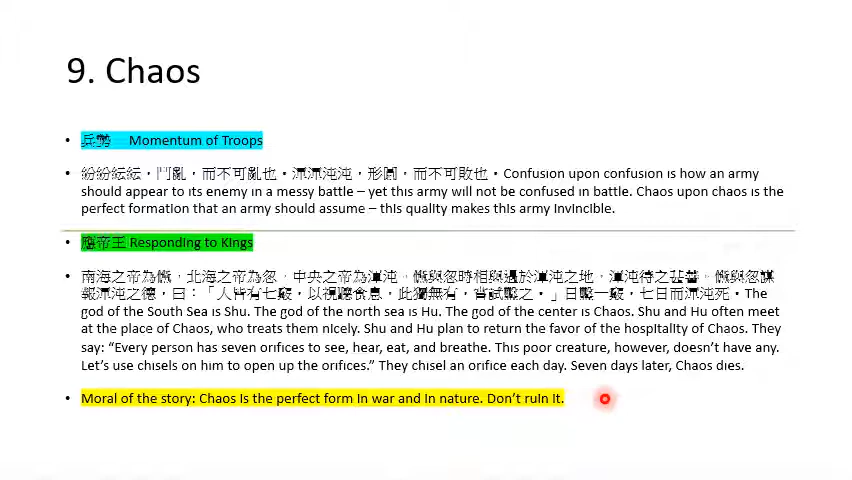 9. Chaos
• 兵勢 Momentum of Troops
• 紛紛紜紜，鬥亂，而不可亂也。渾渾沌沌，形圓，而不可敗也。Confusion upon confusion is how an army
should appear to its enemy in a messy battle – yet this army will not be confused in battle. Chaos upon chaos is the
perfect formation that an army should assume – this quality makes this army invincible.
• 應帝王 Responding to Kings
• 南海之帝為儵，北海之帝為忽，中央之帝為渾沌。儵與忽時相與遇於渾沌之地，渾沌待之甚善。儵與忽謀
報渾沌之德，曰：「人皆有七竅，以視聽食息，此獨無有，嘗試鑿之。」日鑿一竅，七日而渾沌死。The
god of the South Sea is Shu. The god of the north sea is Hu. The god of the center is Chaos. Shu and Hu often meet
at the place of Chaos, who treats them nicely. Shu and Hu plan to return the favor of the hospitality of Chaos. They
say: “Every person has seven orifices to see, hear, eat, and breathe. This poor creature, however, doesn’t have any.
Let’s use chisels on him to open up the orifices.” They chisel an orifice each day. Seven days later, Chaos dies.
• Moral of the story: Chaos is the perfect form in war and in nature. Don’t ruin it.